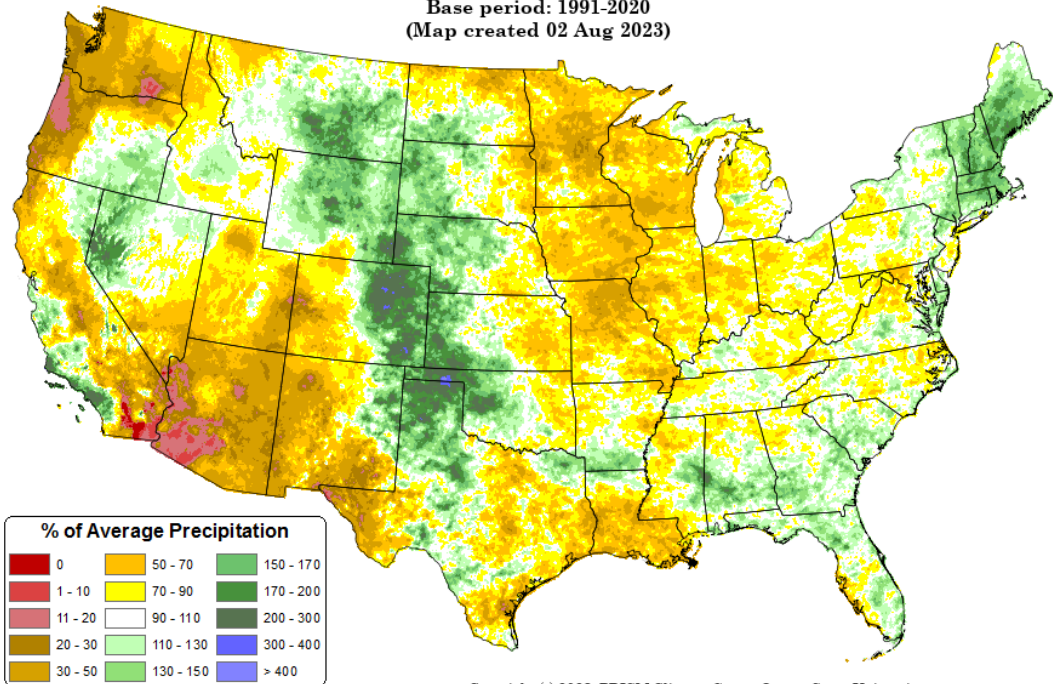 Base period: 1991-2020
(Map created 02 Aug 2023)
% of Average Precipitation
0
1 - 10
11 - 20
20 - 30
30 - 50
50 - 70
70 - 90
90 - 110
110 - 130
130 - 150
150 - 170
170 - 200
200 - 300
300 - 400
> 400